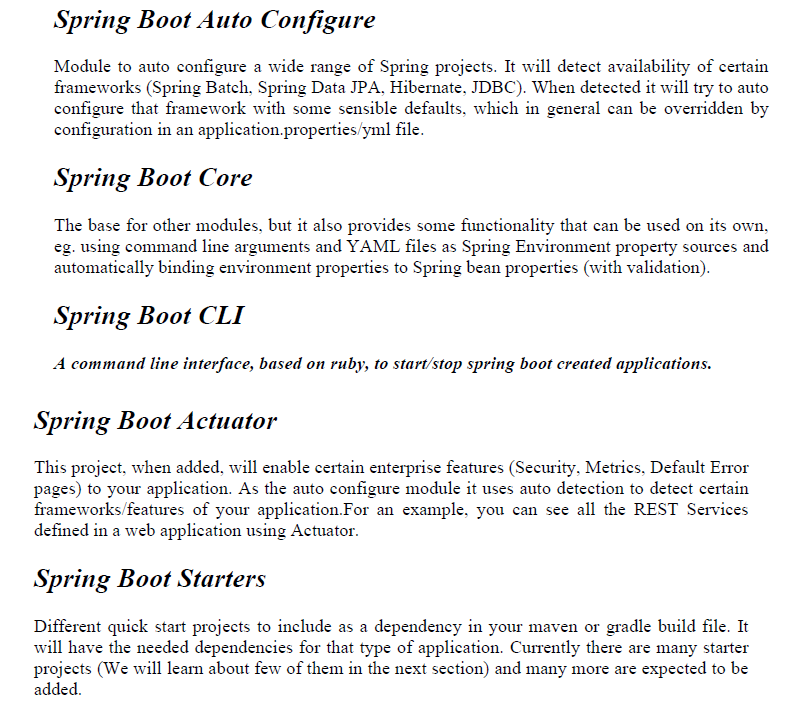 Spring Boot Auto Configure
Module to auto configure a wide range of Spring projects. It will detect availability of certain
frameworks (Spring Batch, Spring Data JPA, Hibernate, JDBC). When detected it will try to auto
configure that framework with some sensible defaults, which in general can be overridden by
configuration in an application.properties/yml file.
Spring Boot Core
The base for other modules, but it also provides some functionality that can be used on its own,
eg. using command line arguments and YAML files as Spring Environment property sources and
automatically binding environment properties to Spring bean properties (with validation).
Spring Boot CLI
A command line interface, based on ruby, to start/stop spring boot created applications.
Spring Boot Actuator
This project, when added, will enable certain enterprise features (Security, Metrics, Default Error
pages) to your application. As the auto configure module it uses auto detection to detect certain
frameworks/features of your application.For an example, you can see all the REST Services
defined in a web application using Actuator.
Spring Boot Starters
Different quick start projects to include as a dependency in your maven or gradle build file. It
will have the needed dependencies for that type of application. Currently there are many starter
projects (We will learn about few of them in the next section) and many more are expected to be
added.